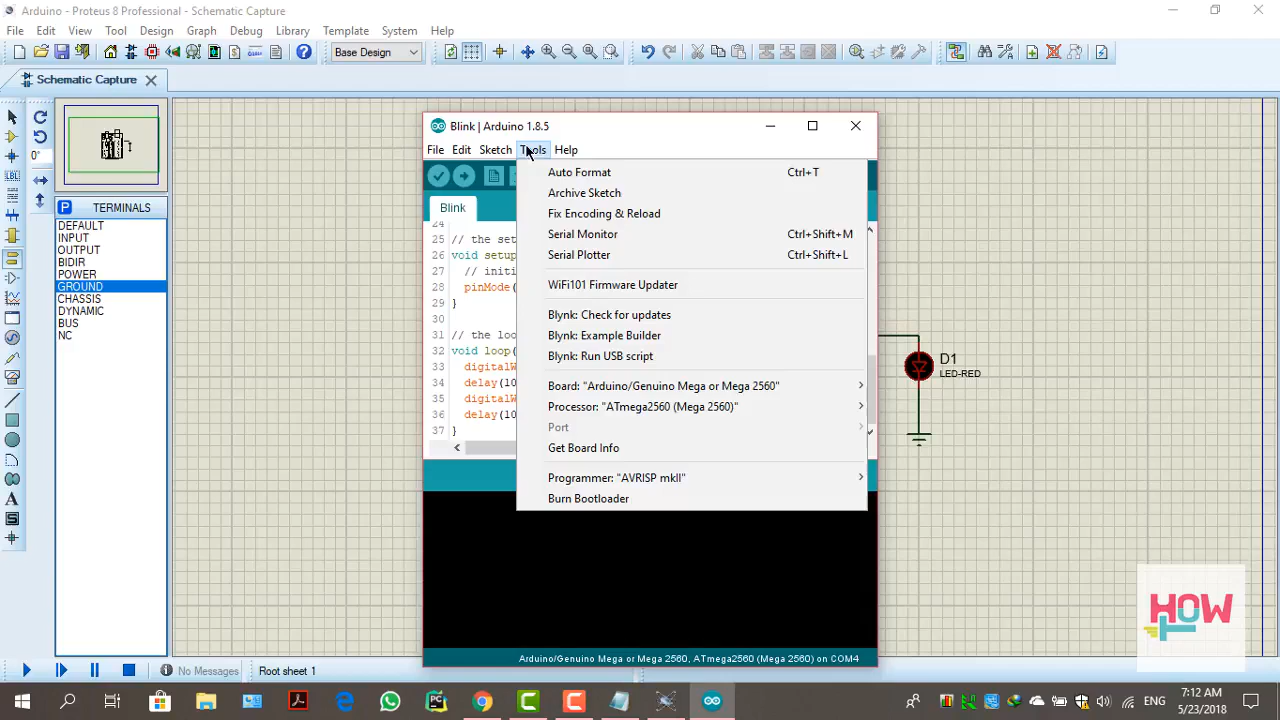 Arduino - Proteus 8 Professional - Schematic Capture
File Edit View Tool Design Graph Debug Library Template System Help
Base Design
Schematic Capture
0°
P TERMINALS
DEFAULT
INPUT
OUTPUT
BIDIR
POWER
GROUND
CHASSIS
DYNAMIC
BUS
NC
Blink | Arduino 1.8.5
File Edit Sketch Tools Help
Blink
24
25 // the set
26 void setup
27 // initi
28 pinMode(
29 }
30
31 // the loo
32 void loop(
33 digitalW
34 delay(10
35 digitalW
36 delay(10
37 }
Auto Format Ctrl+T
Archive Sketch
Fix Encoding & Reload
Serial Monitor Ctrl+Shift+M
Serial Plotter Ctrl+Shift+L
WiFi101 Firmware Updater
Blynk: Check for updates
Blynk: Example Builder
Blynk: Run USB script
Board: "Arduino/Genuino Mega or Mega 2560"
Processor: "ATmega2560 (Mega 2560)"
Port
Get Board Info
Programmer: "AVRISP mkII"
Burn Bootloader
Arduino/Genuino Mega or Mega 2560, ATmega2560 (Mega 2560) on COM4
D1
LED-RED
HOW
No Messages
Root sheet 1
ENG
7:12 AM
5/23/2018